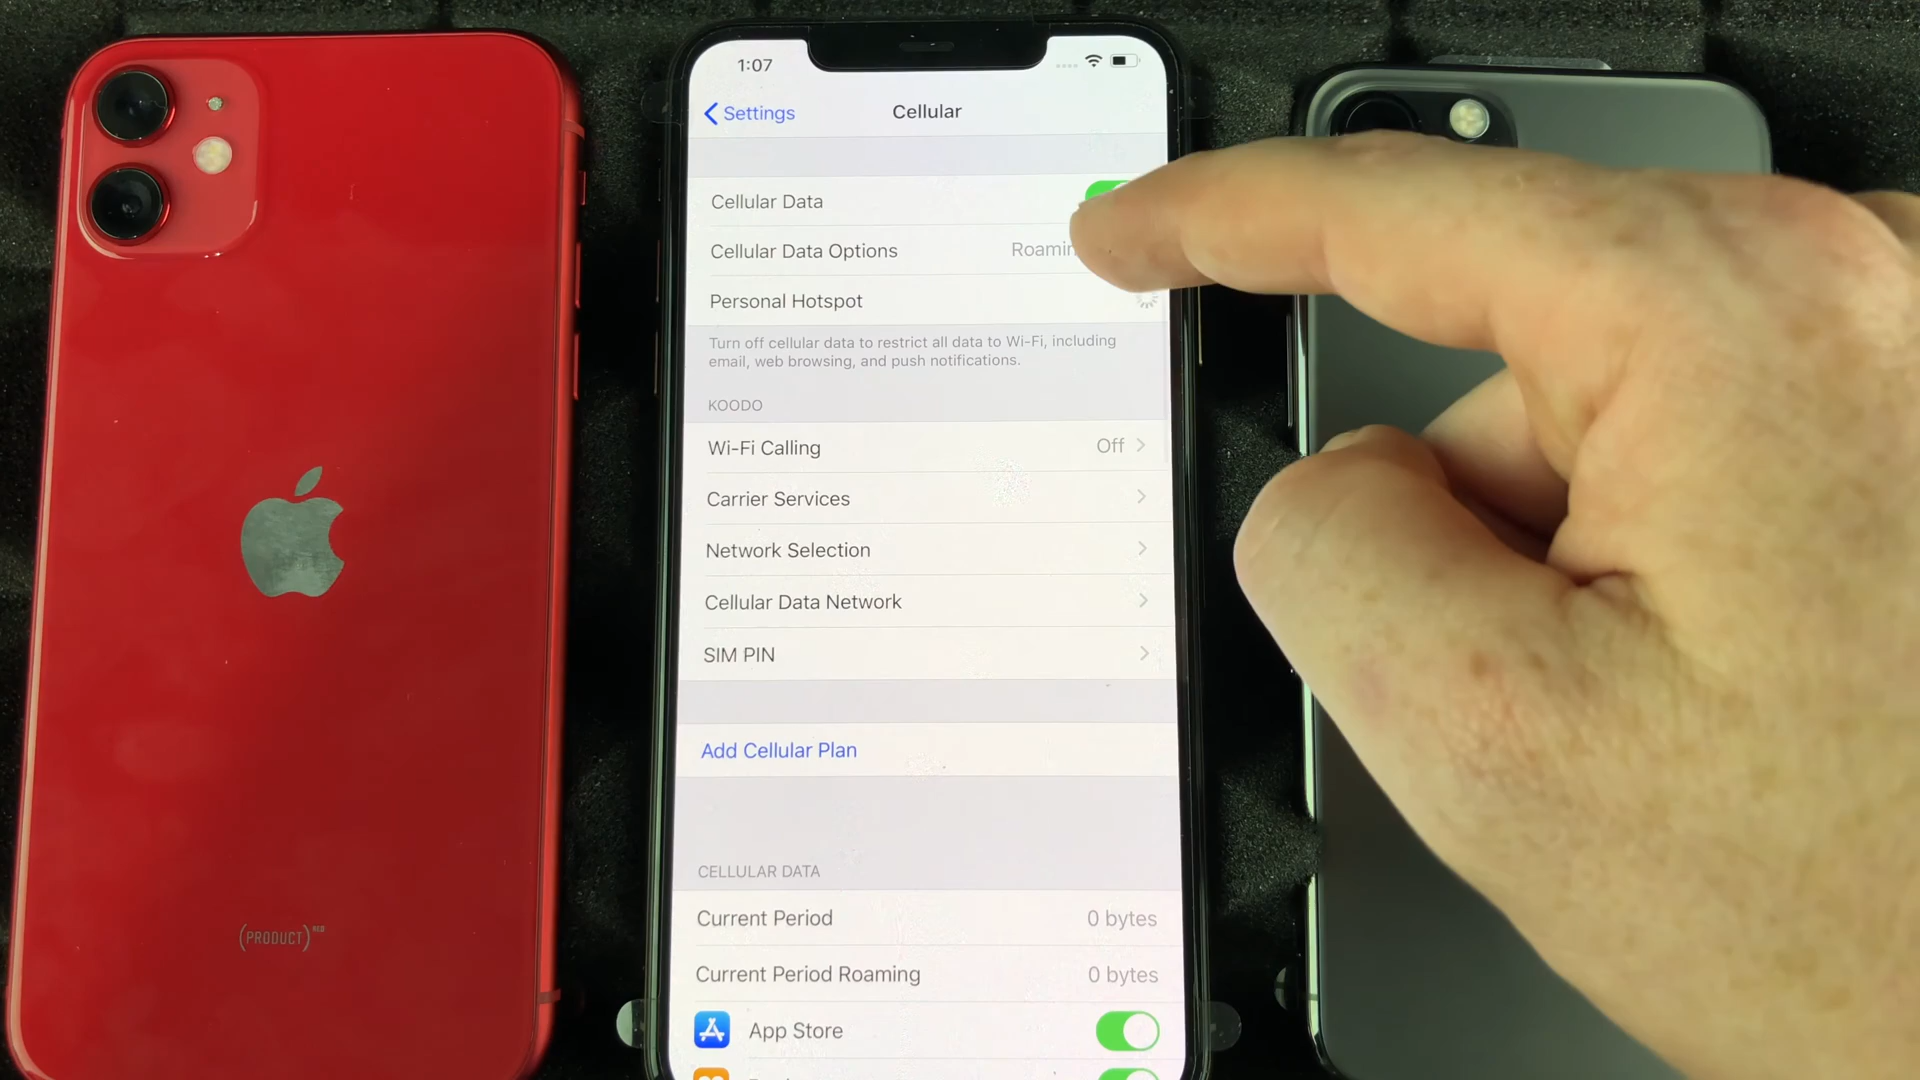 1:07
Settings
Cellular
Cellular Data
Cellular Data Options
Personal Hotspot
Turn off cellular data to restrict all data to Wi-Fi, including
email, web browsing, and push notifications.
KOODO
Wi-Fi Calling Off
Carrier Services
Network Selection
Cellular Data Network
SIM PIN
Add Cellular Plan
CELLULAR DATA
Current Period 0 bytes
Current Period Roaming 0 bytes
App Store
(PRODUCT)RED